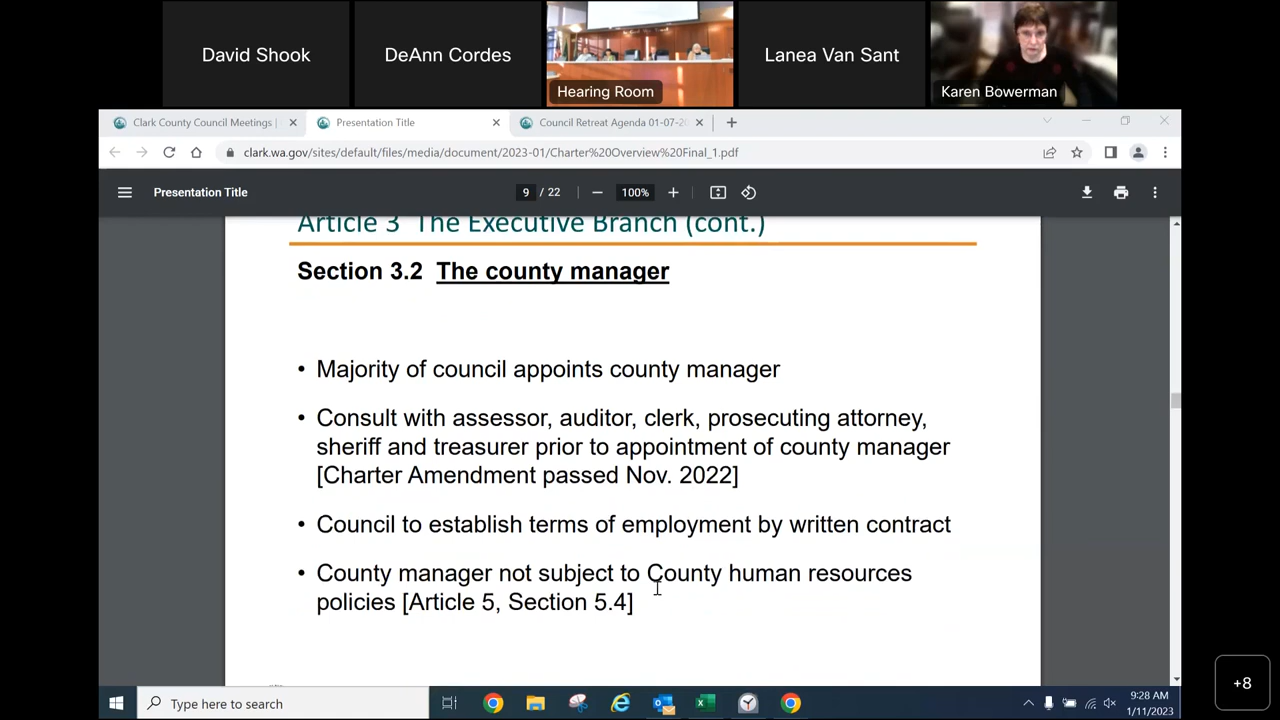 David Shook
DeAnn Cordes
Hearing Room
Lanea Van Sant
Karen Bowerman
Clark County Council Meetings |
Presentation Title
Council Retreat Agenda 01-07-20
clark.wa.gov/sites/default/files/media/document/2023-01/Charter%20Overview%20Final_1.pdf
Presentation Title
9 / 22
100%
Article 3 The Executive Branch (cont.)
Section 3.2 The county manager
• Majority of council appoints county manager
• Consult with assessor, auditor, clerk, prosecuting attorney,
sheriff and treasurer prior to appointment of county manager
[Charter Amendment passed Nov. 2022]
• Council to establish terms of employment by written contract
• County manager not subject to County human resources
policies [Article 5, Section 5.4]
Type here to search
9:28 AM
1/11/2023
+8